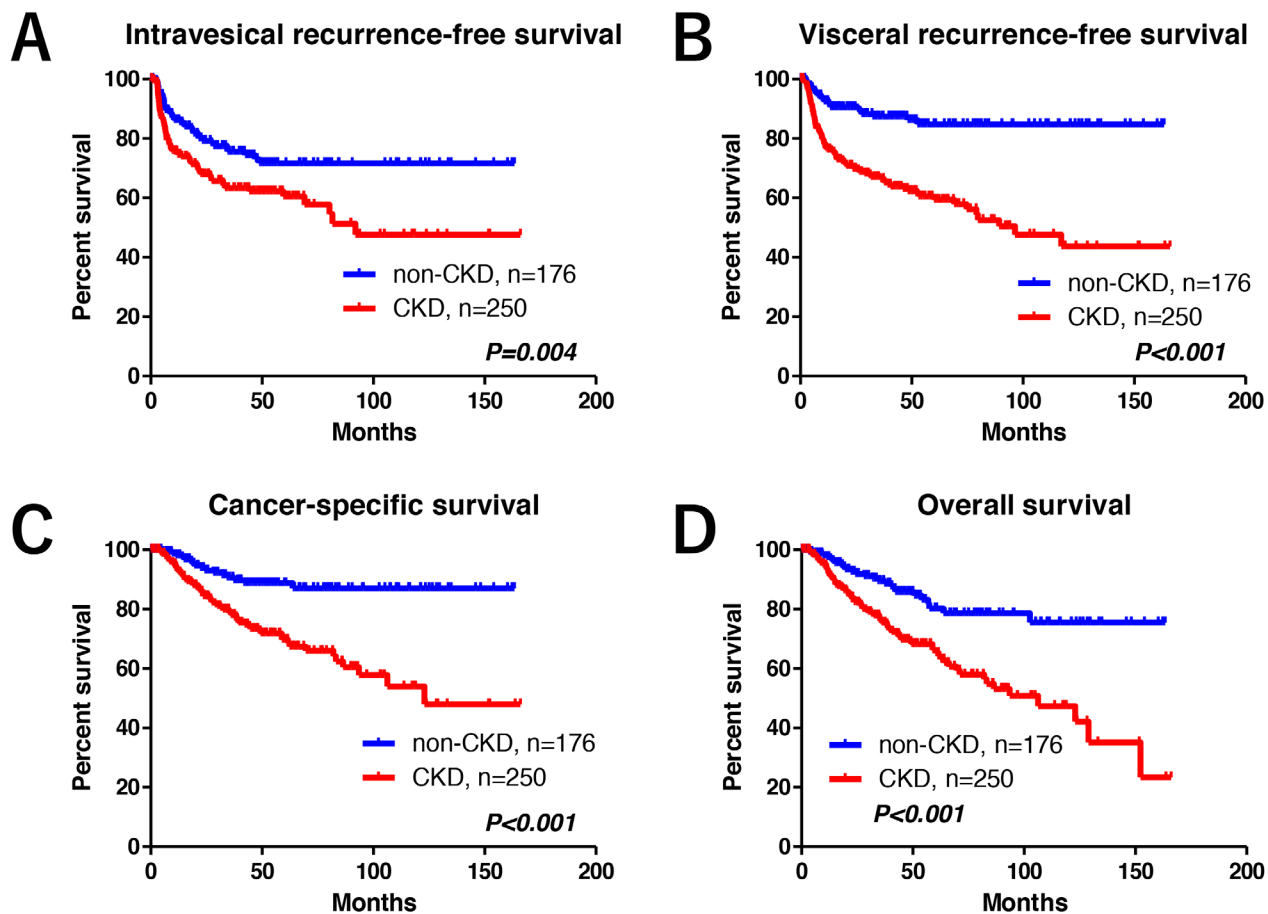 A
Intravesical recurrence-free survival
Percent survival
100
80
60
40
20
0
non-CKD, n=176
CKD, n=250
P=0.004
0 50 100 150 200
Months
B
Visceral recurrence-free survival
Percent survival
100
80
60
40
20
0
non-CKD, n=176
CKD, n=250
P<0.001
0 50 100 150 200
Months
C
Cancer-specific survival
Percent survival
100
80
60
40
20
0
non-CKD, n=176
CKD, n=250
P<0.001
0 50 100 150 200
Months
D
Overall survival
Percent survival
100
80
60
40
20
0
non-CKD, n=176
CKD, n=250
P<0.001
0 50 100 150 200
Months